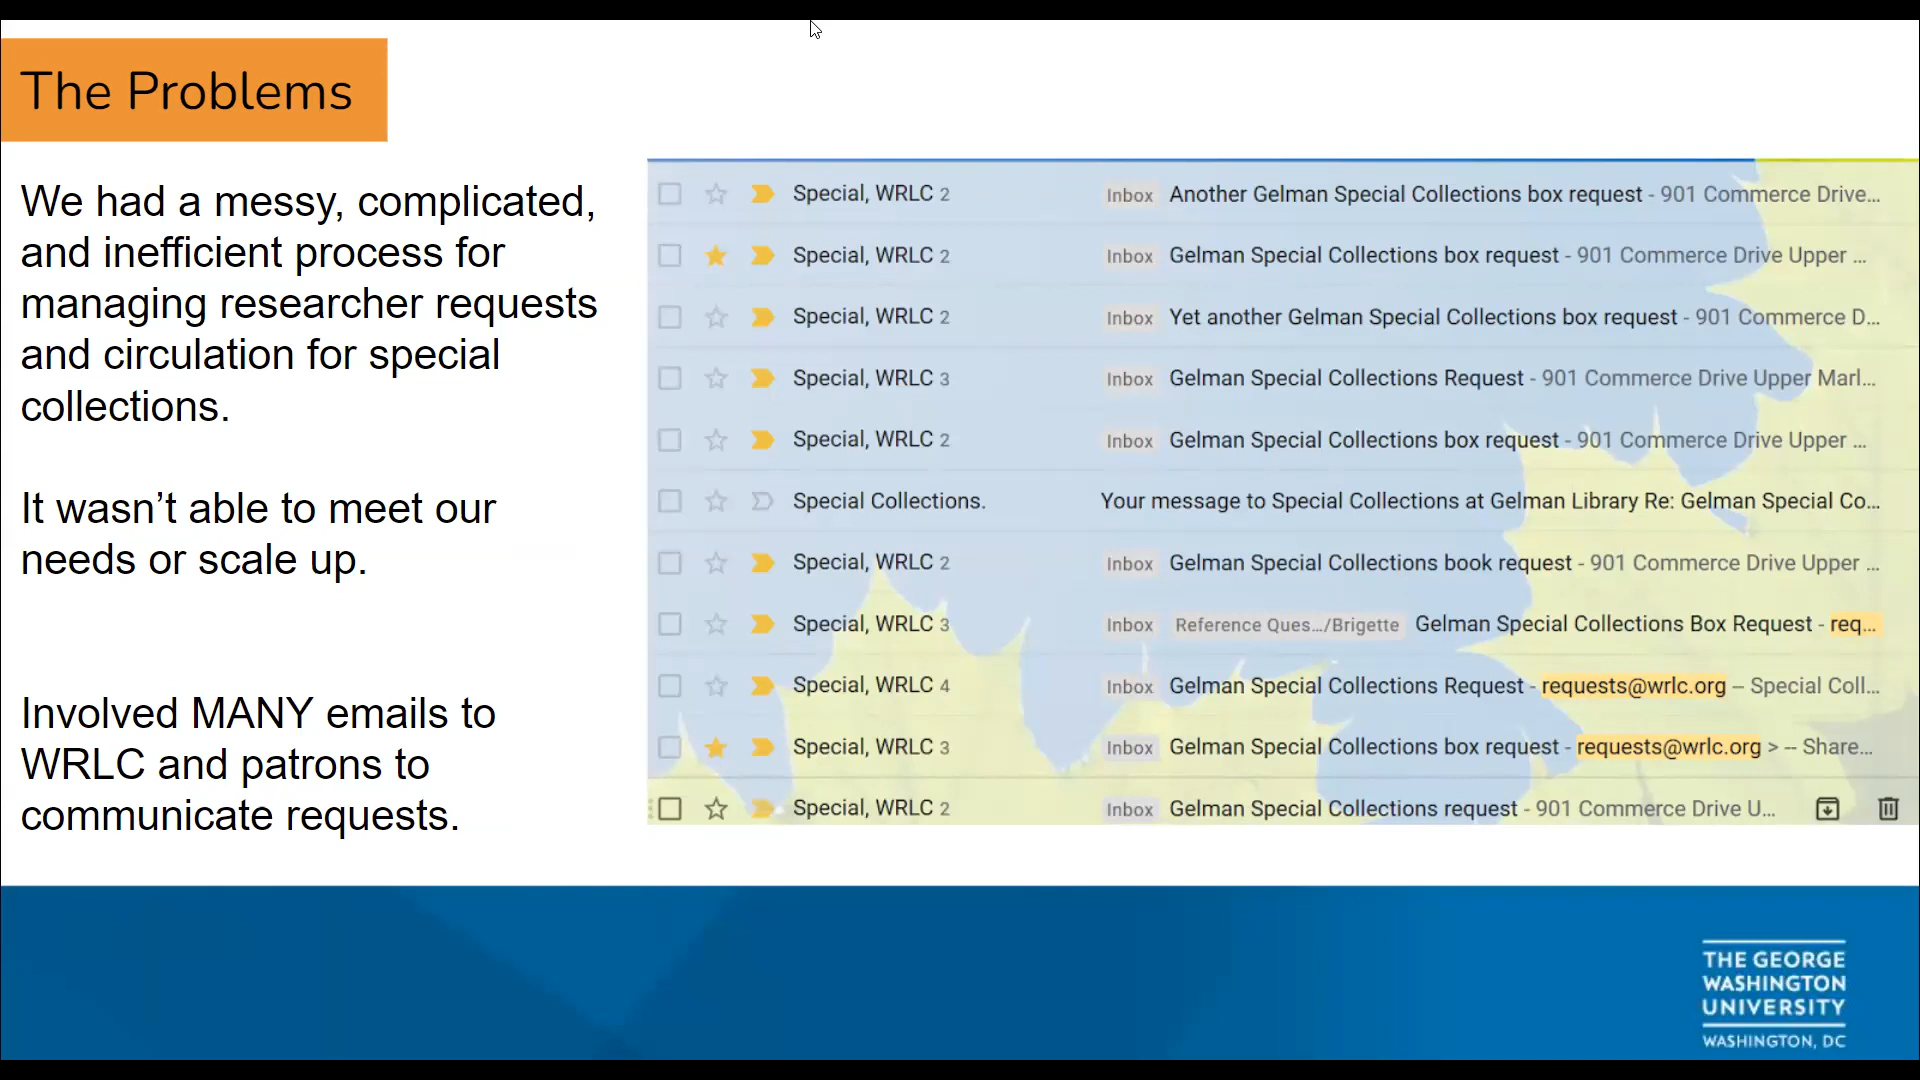 The Problems
We had a messy, complicated,
and inefficient process for
managing researcher requests
and circulation for special
collections.
It wasn’t able to meet our
needs or scale up.
Involved MANY emails to
WRLC and patrons to
communicate requests.
Special, WRLC 2 Inbox Another Gelman Special Collections box request - 901 Commerce Drive...
Special, WRLC 2 Inbox Gelman Special Collections box request - 901 Commerce Drive Upper ...
Special, WRLC 2 Inbox Yet another Gelman Special Collections box request - 901 Commerce D...
Special, WRLC 3 Inbox Gelman Special Collections Request - 901 Commerce Drive Upper Marl...
Special, WRLC 2 Inbox Gelman Special Collections box request - 901 Commerce Drive Upper ...
Special Collections. Your message to Special Collections at Gelman Library Re: Gelman Special Co...
Special, WRLC 2 Inbox Gelman Special Collections book request - 901 Commerce Drive Upper ...
Special, WRLC 3 Inbox Reference Ques.../Brigette Gelman Special Collections Box Request - req...
Special, WRLC 4 Inbox Gelman Special Collections Request - requests@wrlc.org – Special Coll...
Special, WRLC 3 Inbox Gelman Special Collections box request - requests@wrlc.org > -- Share...
Special, WRLC 2 Inbox Gelman Special Collections request - 901 Commerce Drive U...
THE GEORGE
WASHINGTON
UNIVERSITY
WASHINGTON, DC